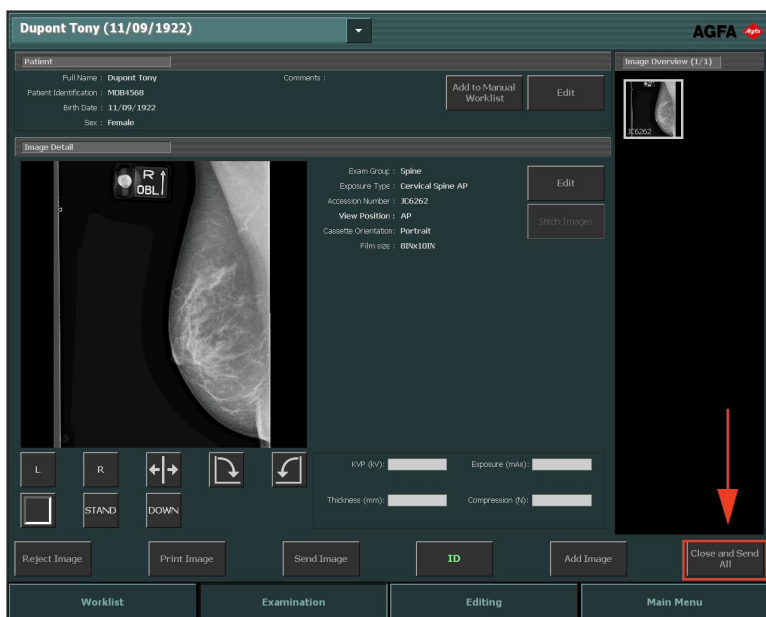 Dupont Tony (11/09/1922)
AGFA
Agfa
Patient
Full Name : Dupont Tony
Comments :
Patient Identification : MOB4568
Birth Date : 11/09/1922
Sex : Female
Add to Manual
Worklist
Edit
Image Overview (1/1)
JC6262
Image Detail
R
OBL
Exam Group : Spine
Exposure Type : Cervical Spine AP
Accession Number : JC6262
View Position : AP
Cassette Orientation: Portrait
Film size : 8INx10IN
Edit
Stitch Images
L
R
STAND
DOWN
KVP (kV):
Exposure (mAs):
Thickness (mm):
Compression (N):
Reject Image
Print Image
Send Image
ID
Add Image
Close and Send
All
Worklist
Examination
Editing
Main Menu